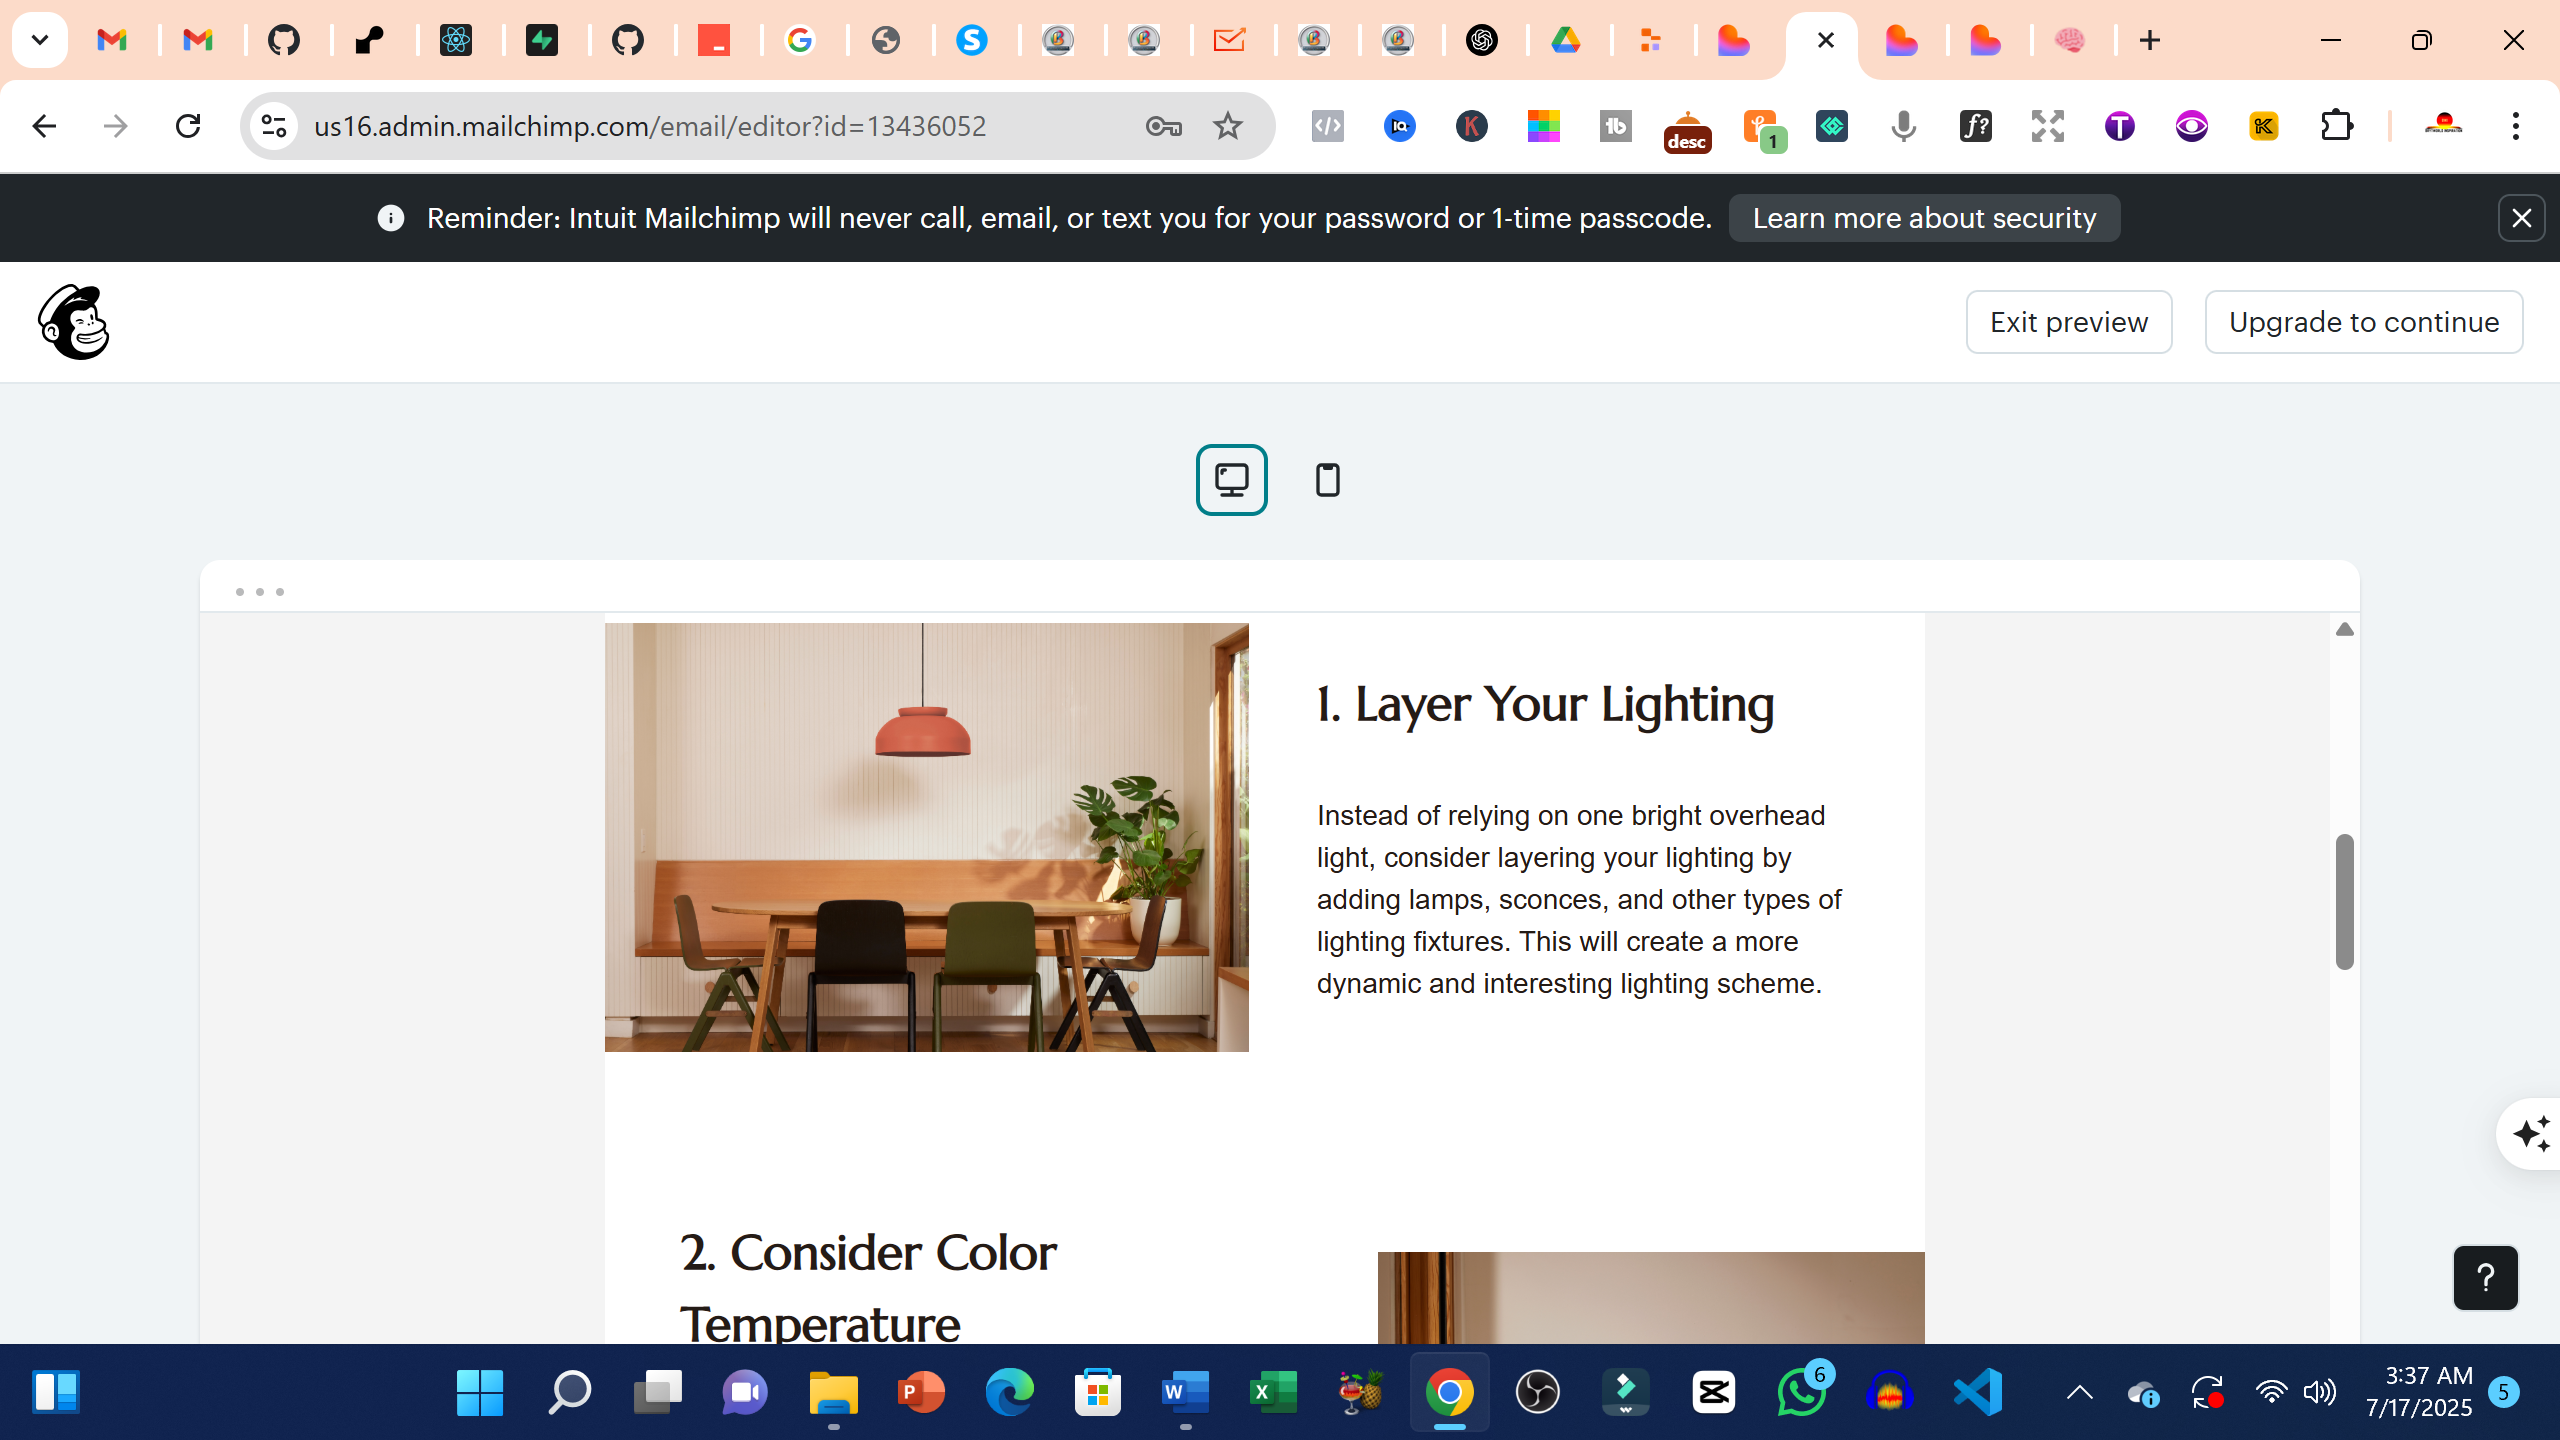 us16.admin.mailchimp.com/email/editor?id=13436052
desc
1
Reminder: Intuit Mailchimp will never call, email, or text you for your password or 1-time passcode. Learn more about security
Exit preview
Upgrade to continue
1. Layer Your Lighting
Instead of relying on one bright overhead
light, consider layering your lighting by
adding lamps, sconces, and other types of
lighting fixtures. This will create a more
dynamic and interesting lighting scheme.
2. Consider Color
Temperature
?
6
3:37 AM
7/17/2025
5